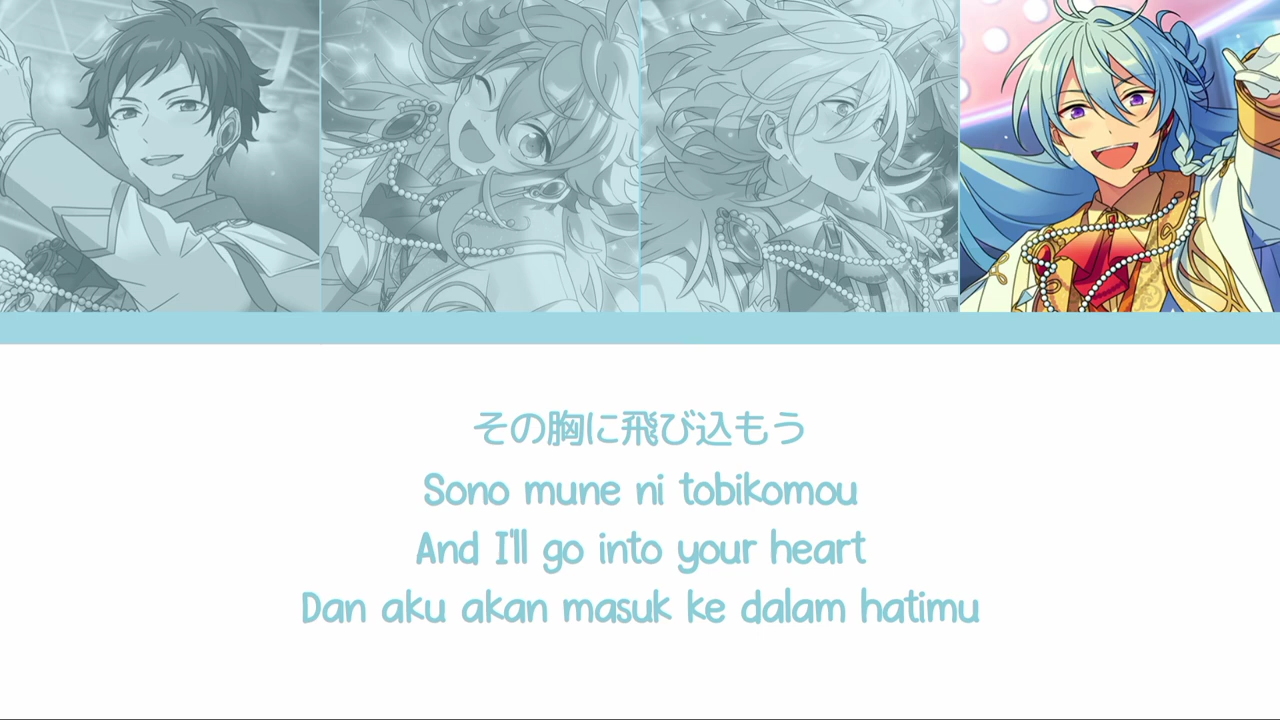 その胸に飛び込もう
Sono mune ni tobikomou
And I'll go into your heart
Dan aku akan masuk ke dalam hatimu